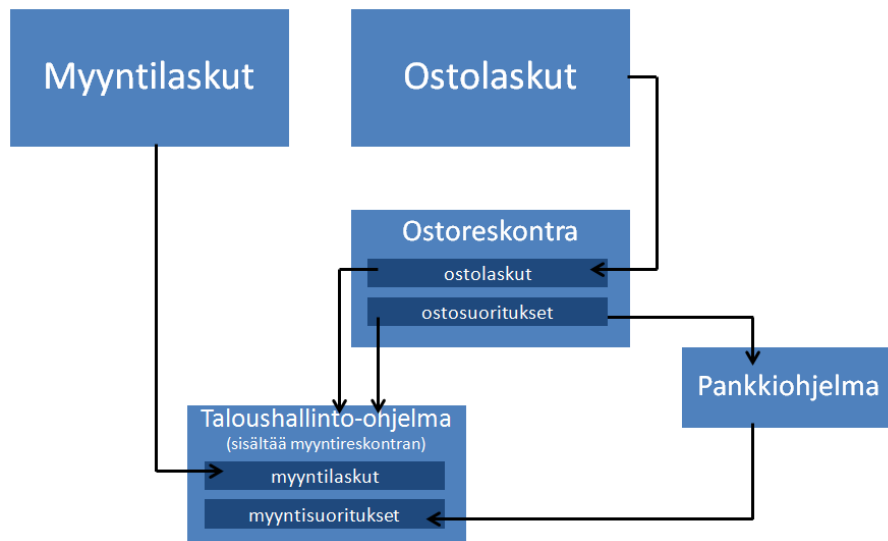 Myyntilaskut
Ostolaskut
Ostoreskontra
ostolaskut
ostosuoritukset
Pankkiohjelma
Taloushallinto-ohjelma
(sisältää myyntireskontran)
myyntilaskut
myyntisuoritukset